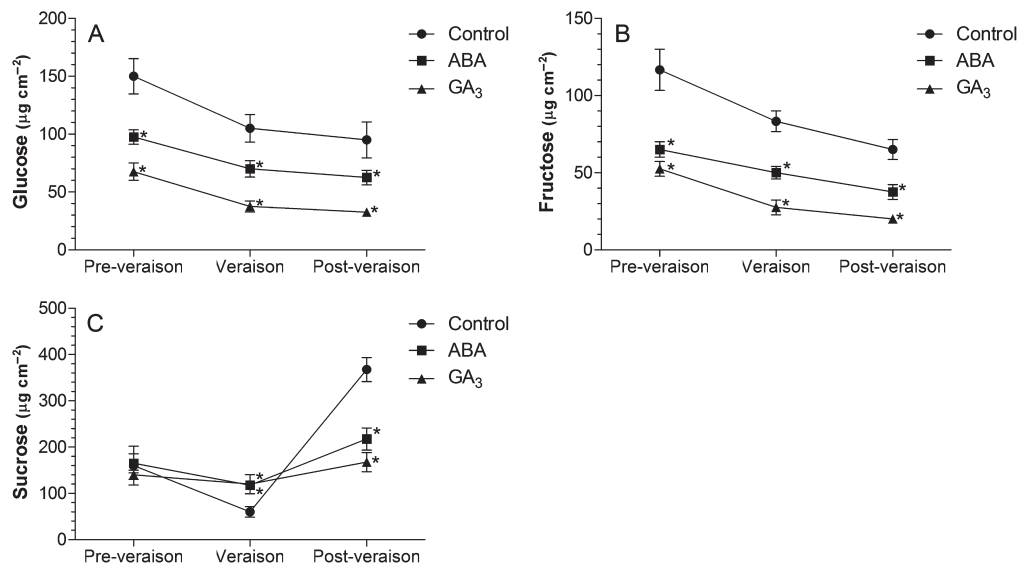 A
Glucose (µg cm⁻²)
200
150
100
50
0
Pre-veraison Veraison Post-veraison
Control
ABA
GA₃
* * *
* * *
B
Fructose (µg cm⁻²)
150
100
50
0
Pre-veraison Veraison Post-veraison
Control
ABA
GA₃
* * *
* * *
C
Sucrose (µg cm⁻²)
500
400
300
200
100
0
Pre-veraison Veraison Post-veraison
Control
ABA
GA₃
* *
* *